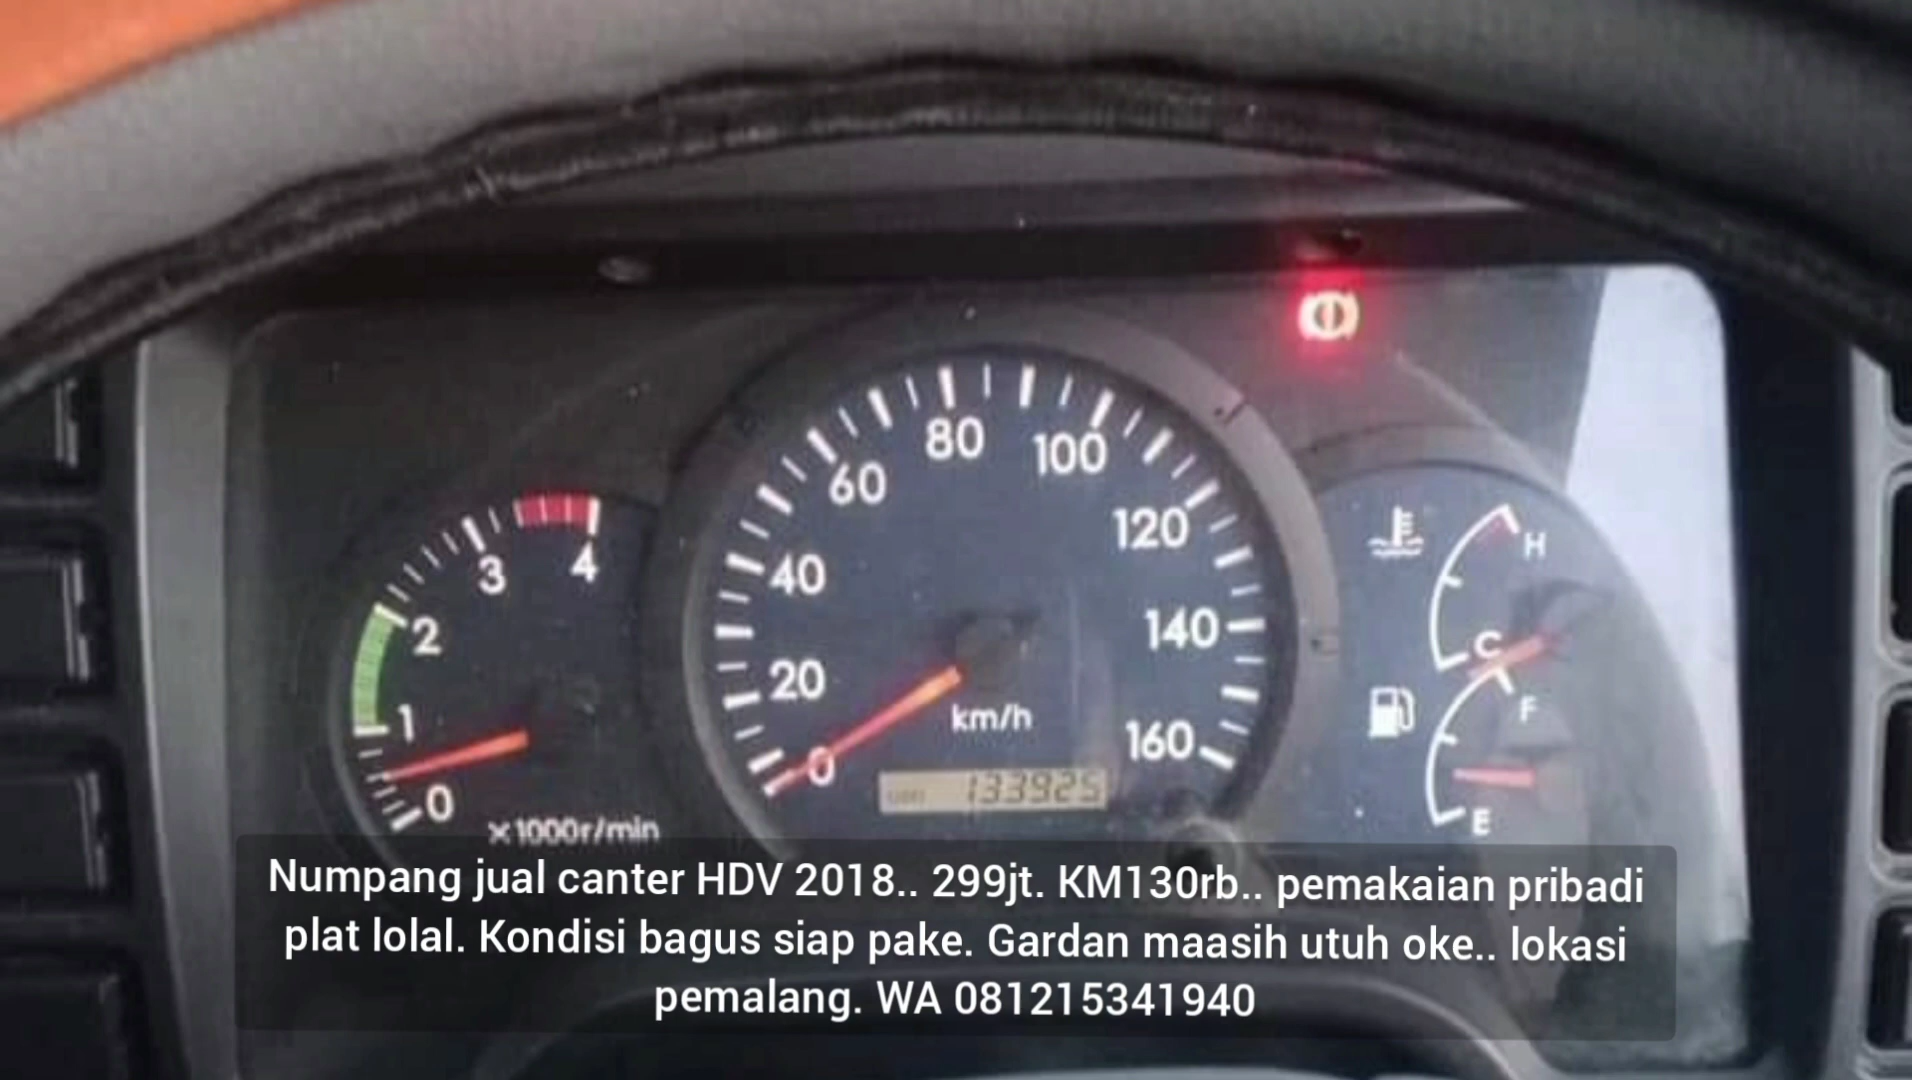 80
60
100
120
40
140
20
160
0
km/h
133925
4
3
2
1
0
x1000r/min
H
C
F
E
Numpang jual canter HDV 2018.. 299jt. KM130rb.. pemakaian pribadi
plat lolal. Kondisi bagus siap pake. Gardan maasih utuh oke.. lokasi
pemalang. WA 081215341940